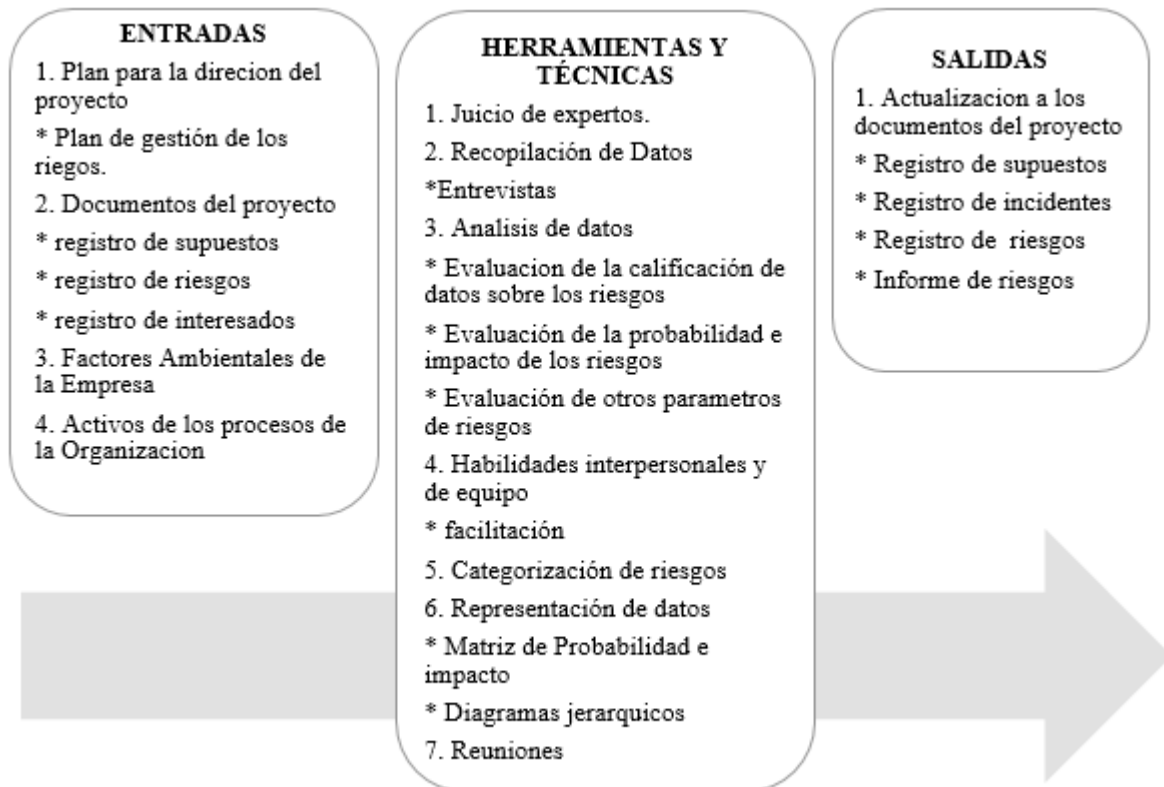 ENTRADAS
1. Plan para la direcion del
proyecto
* Plan de gestión de los
riegos.
2. Documentos del proyecto
* registro de supuestos
* registro de riesgos
* registro de interesados
3. Factores Ambientales de
la Empresa
4. Activos de los procesos de
la Organizacion
HERRAMIENTAS Y
TÉCNICAS
1. Juicio de expertos.
2. Recopilación de Datos
*Entrevistas
3. Analisis de datos
* Evaluacion de la calificación de
datos sobre los riesgos
* Evaluación de la probabilidad e
impacto de los riesgos
* Evaluación de otros parametros
de riesgos
4. Habilidades interpersonales y
de equipo
* facilitación
5. Categorización de riesgos
6. Representación de datos
* Matriz de Probabilidad e
impacto
* Diagramas jerarquicos
7. Reuniones
SALIDAS
1. Actualizacion a los
documentos del proyecto
* Registro de supuestos
* Registro de incidentes
* Registro de riesgos
* Informe de riesgos